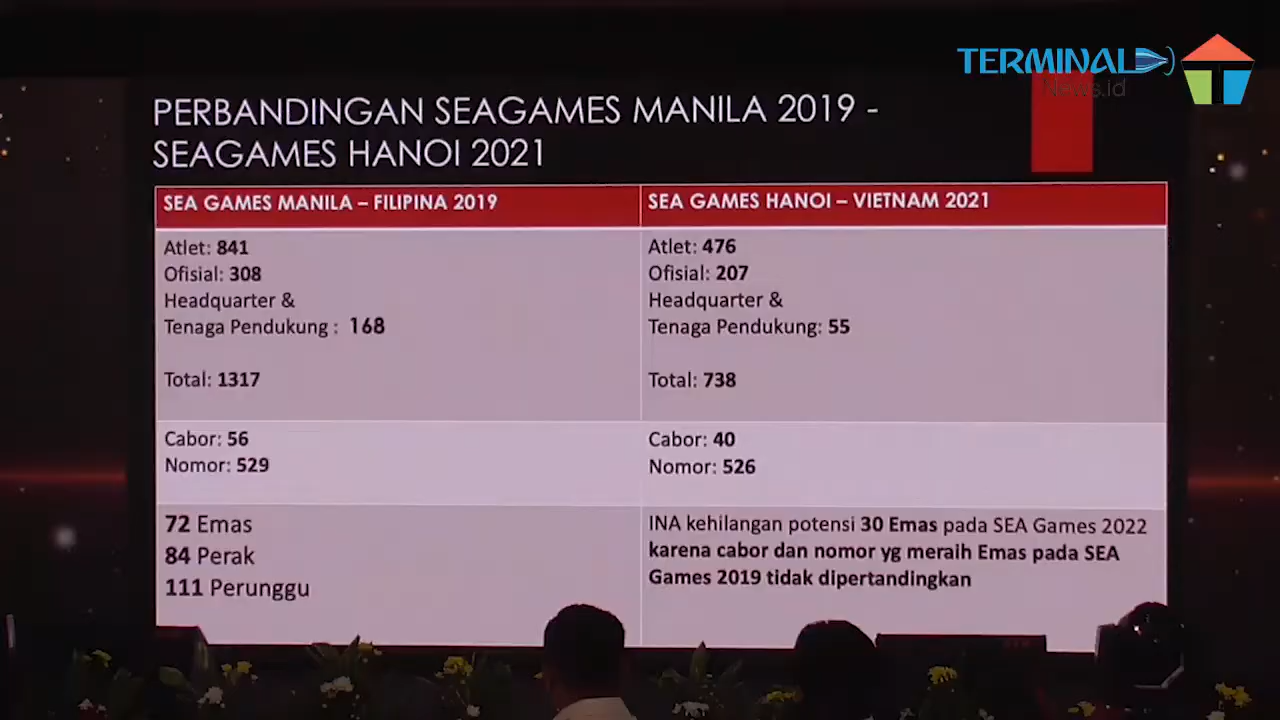 TERMINAL
News.id
PERBANDINGAN SEAGAMES MANILA 2019 -
SEAGAMES HANOI 2021
SEA GAMES MANILA – FILIPINA 2019
Atlet: 841
Ofisial: 308
Headquarter &
Tenaga Pendukung : 168
Total: 1317
Cabor: 56
Nomor: 529
72 Emas
84 Perak
111 Perunggu
SEA GAMES HANOI – VIETNAM 2021
Atlet: 476
Ofisial: 207
Headquarter &
Tenaga Pendukung: 55
Total: 738
Cabor: 40
Nomor: 526
INA kehilangan potensi 30 Emas pada SEA Games 2022
karena cabor dan nomor yg meraih Emas pada SEA
Games 2019 tidak dipertandingkan